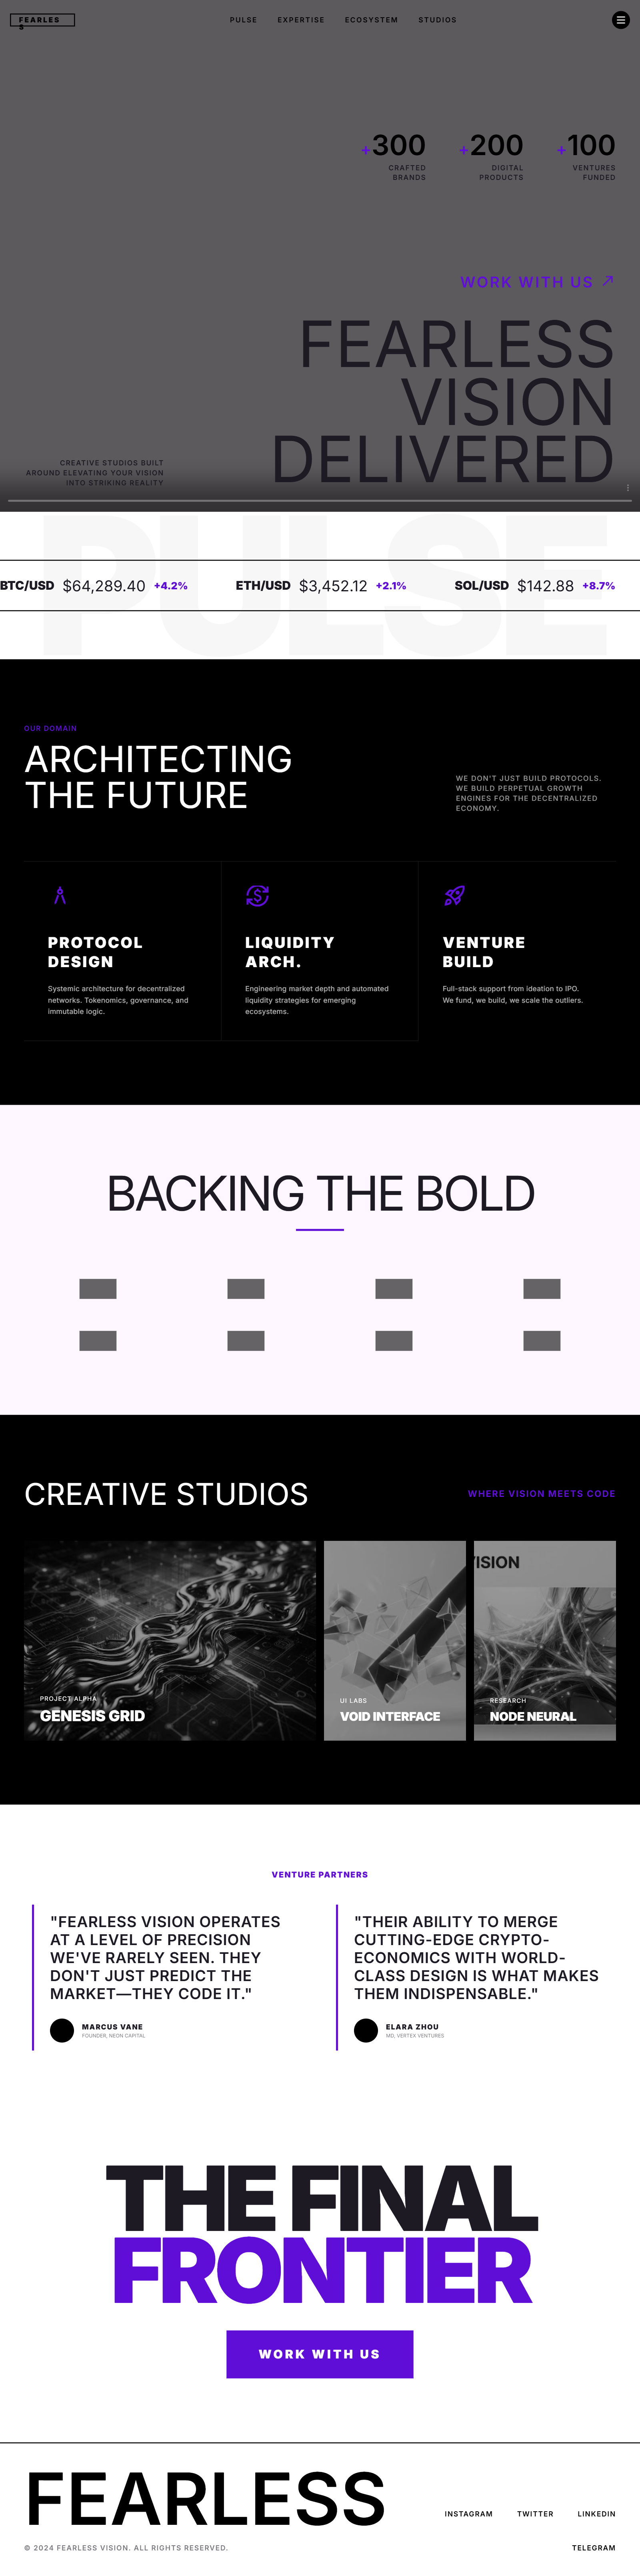 FEARLES
S
PULSE
EXPERTISE
ECOSYSTEM
STUDIOS
+300
CRAFTED
BRANDS
+200
DIGITAL
PRODUCTS
+100
VENTURES
FUNDED
WORK WITH US
FEARLESS
VISION
DELIVERED
CREATIVE STUDIOS BUILT
AROUND ELEVATING YOUR VISION
INTO STRIKING REALITY
PULSE
BTC/USD $64,289.40 +4.2%
ETH/USD $3,452.12 +2.1%
SOL/USD $142.88 +8.7%
OUR DOMAIN
ARCHITECTING
THE FUTURE
WE DON'T JUST BUILD PROTOCOLS.
WE BUILD PERPETUAL GROWTH
ENGINES FOR THE DECENTRALIZED
ECONOMY.
PROTOCOL
DESIGN
Systemic architecture for decentralized
networks. Tokenomics, governance, and
immutable logic.
LIQUIDITY
ARCH.
Engineering market depth and automated
liquidity strategies for emerging
ecosystems.
VENTURE
BUILD
Full-stack support from ideation to IPO.
We fund, we build, we scale the outliers.
BACKING THE BOLD
CREATIVE STUDIOS
WHERE VISION MEETS CODE
PROJECT ALPHA
GENESIS GRID
UI LABS
VOID INTERFACE
VISION
RESEARCH
NODE NEURAL
VENTURE PARTNERS
"FEARLESS VISION OPERATES
AT A LEVEL OF PRECISION
WE'VE RARELY SEEN. THEY
DON'T JUST PREDICT THE
MARKET—THEY CODE IT."
MARCUS VANE
FOUNDER, NEON CAPITAL
"THEIR ABILITY TO MERGE
CUTTING-EDGE CRYPTO-
ECONOMICS WITH WORLD-
CLASS DESIGN IS WHAT MAKES
THEM INDISPENSABLE."
ELARA ZHOU
MD, VERTEX VENTURES
THE FINAL
FRONTIER
WORK WITH US
FEARLESS
INSTAGRAM
TWITTER
LINKEDIN
© 2024 FEARLESS VISION. ALL RIGHTS RESERVED.
TELEGRAM